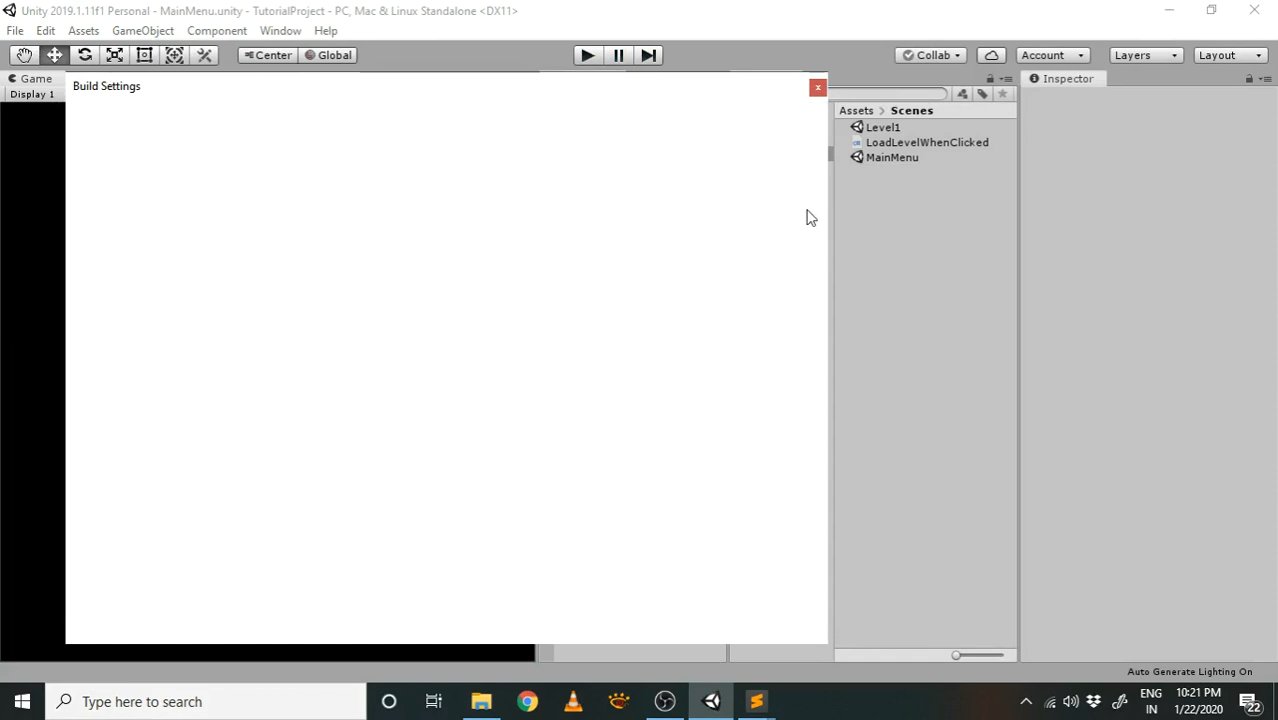 Unity 2019.1.11f1 Personal - MainMenu.unity - TutorialProject - PC, Mac & Linux Standalone <DX11>
File Edit Assets GameObject Component Window Help
Center Global Collab Account Layers Layout
Game
Inspector
Display 1
Build Settings
x
Assets > Scenes
Level1
LoadLevelWhenClicked
MainMenu
Auto Generate Lighting On
Type here to search
ENG
IN
10:21 PM
1/22/2020
22